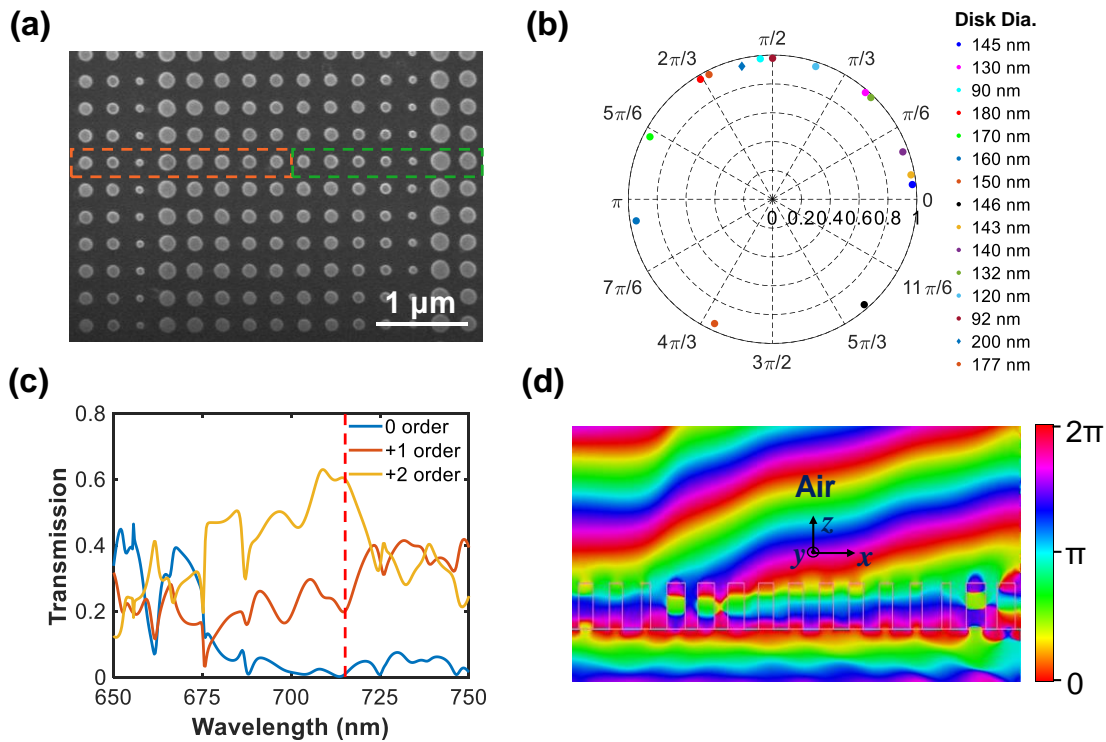 (a)
1 μm
(b)
π/2
π/3
π/6
0
11π/6
5π/3
3π/2
4π/3
7π/6
π
5π/6
2π/3
0 0.2 0.4 0.6 0.8 1
Disk Dia.
145 nm
130 nm
90 nm
180 nm
170 nm
160 nm
150 nm
146 nm
143 nm
140 nm
132 nm
120 nm
92 nm
200 nm
177 nm
(c)
Transmission
0.8
0.6
0.4
0.2
0
650 675 700 725 750
Wavelength (nm)
0 order
+1 order
+2 order
(d)
Air
z
y x
2π
π
0